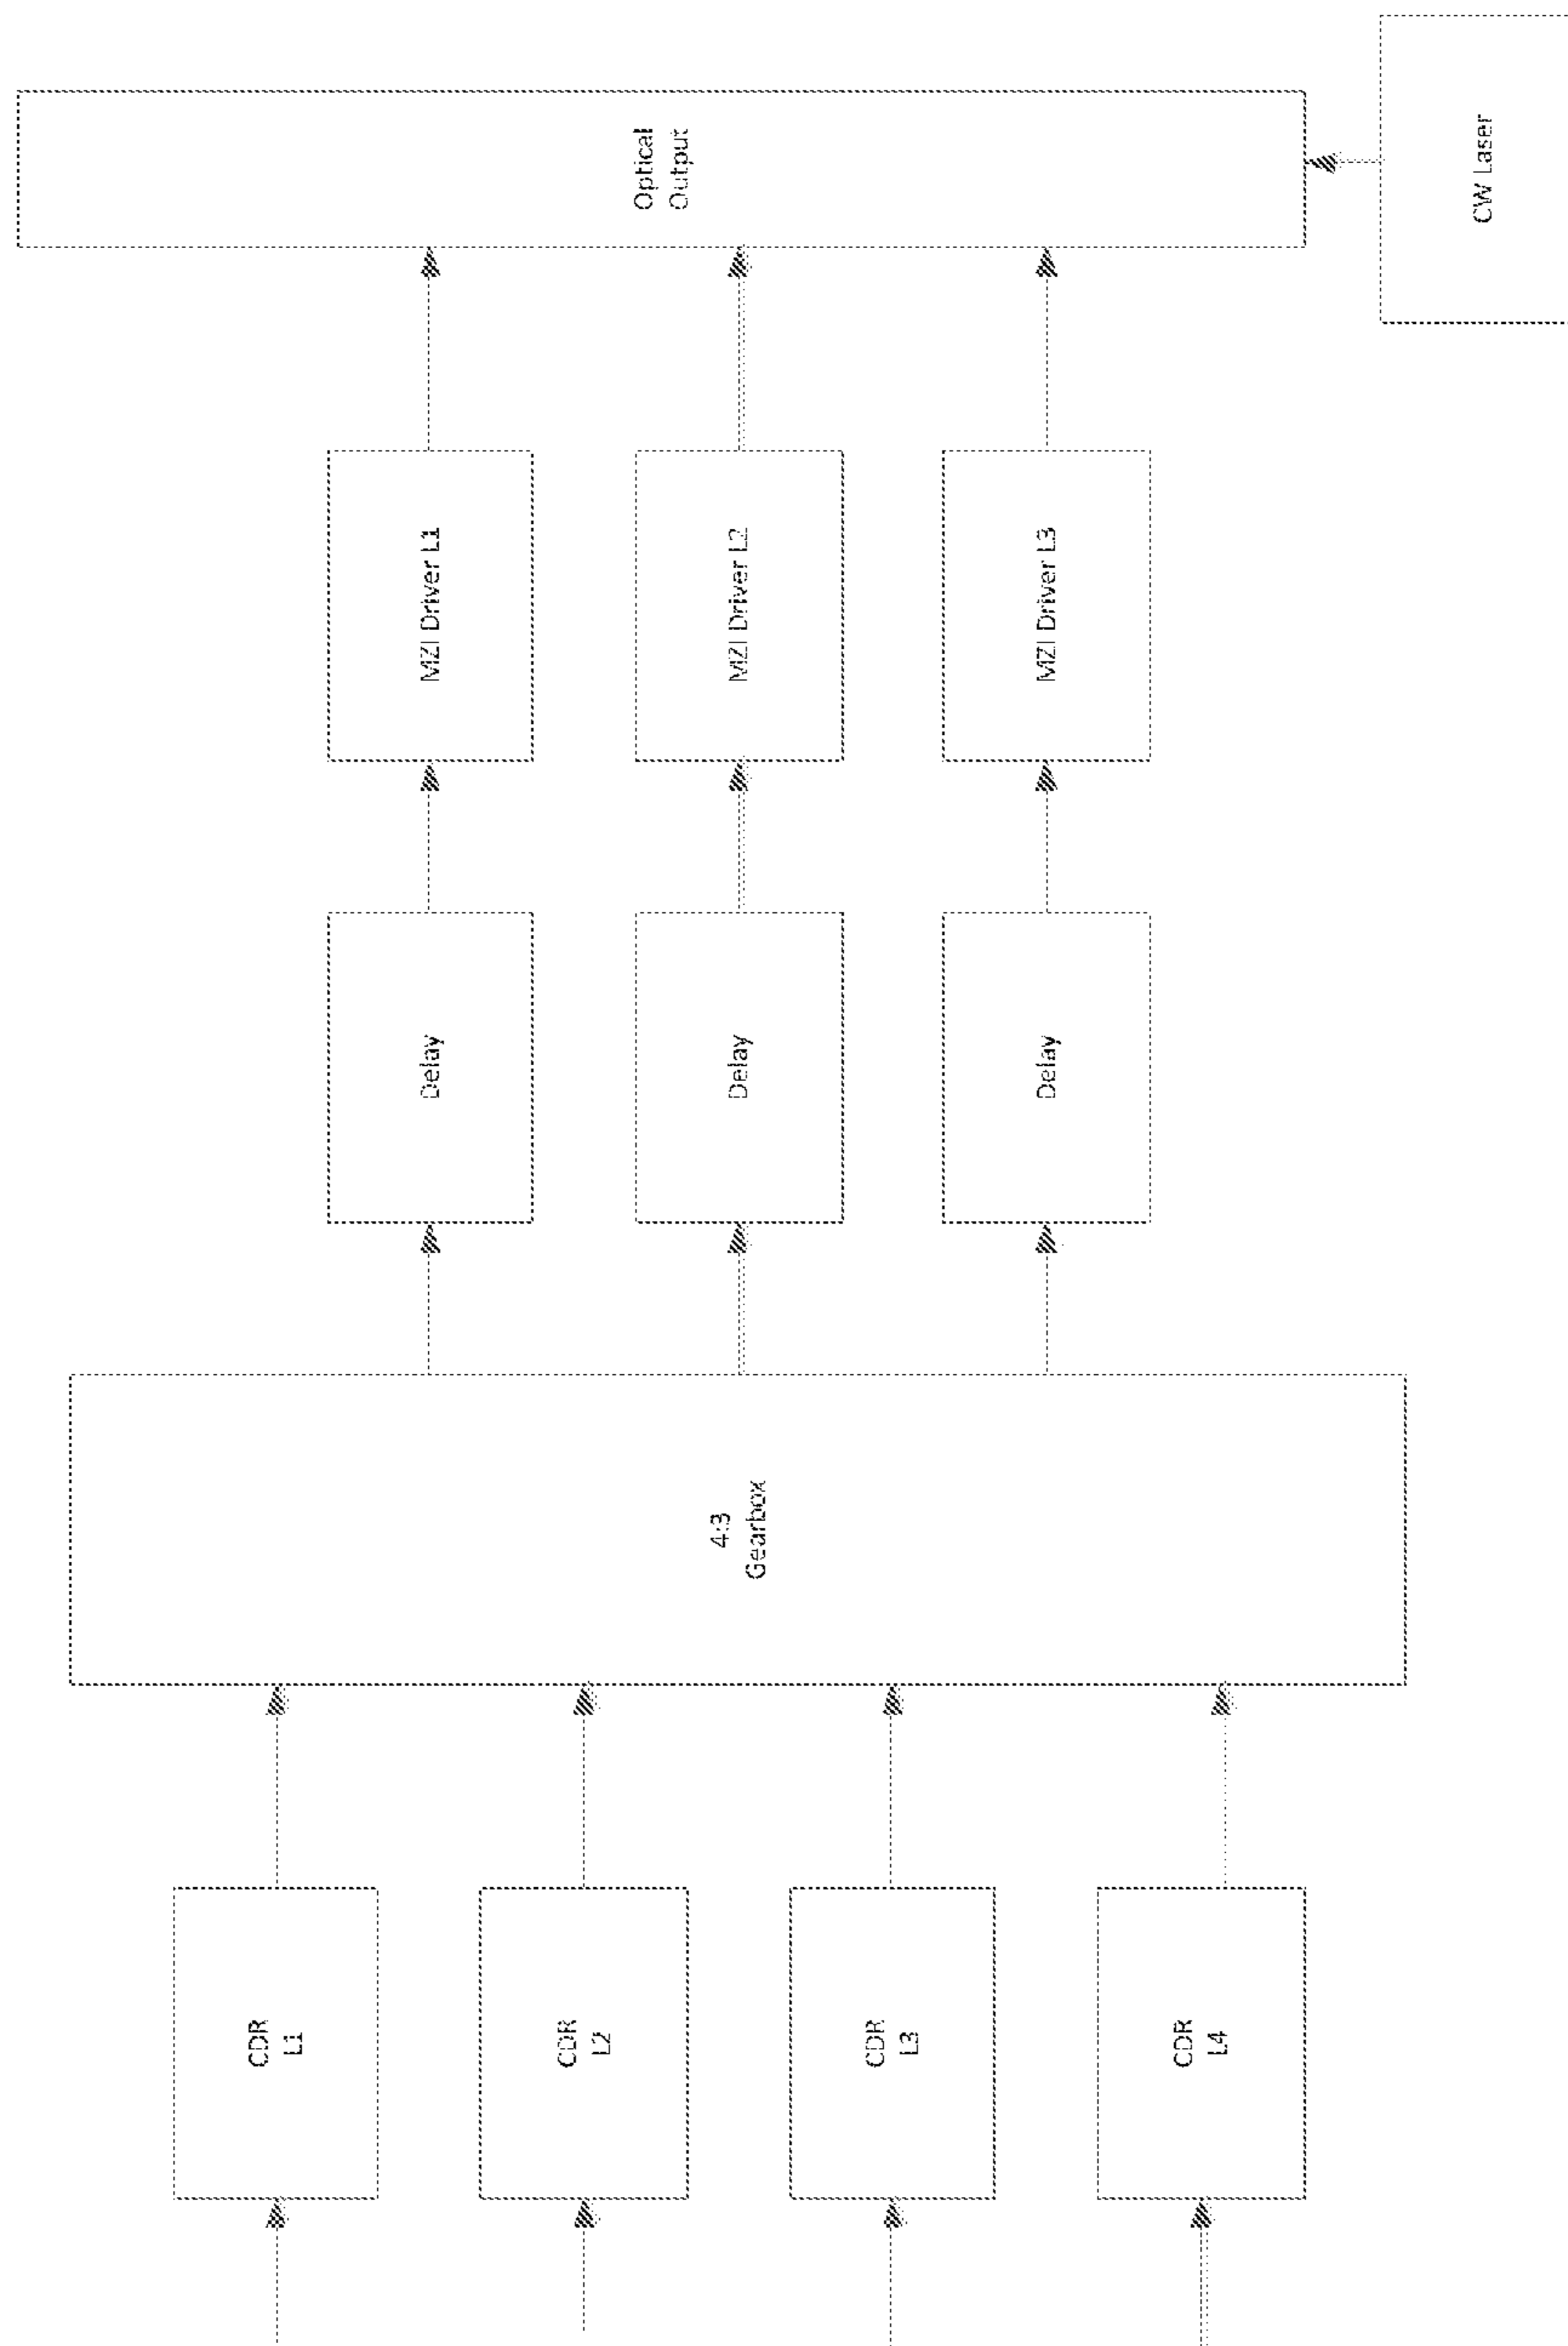 CDR
L1
CDR
L2
CDR
L3
CDR
L4
4:3
Gearbox
Delay
Delay
Delay
MZI Driver L1
MZI Driver L2
MZI Driver L3
Optical
Output
CW Laser